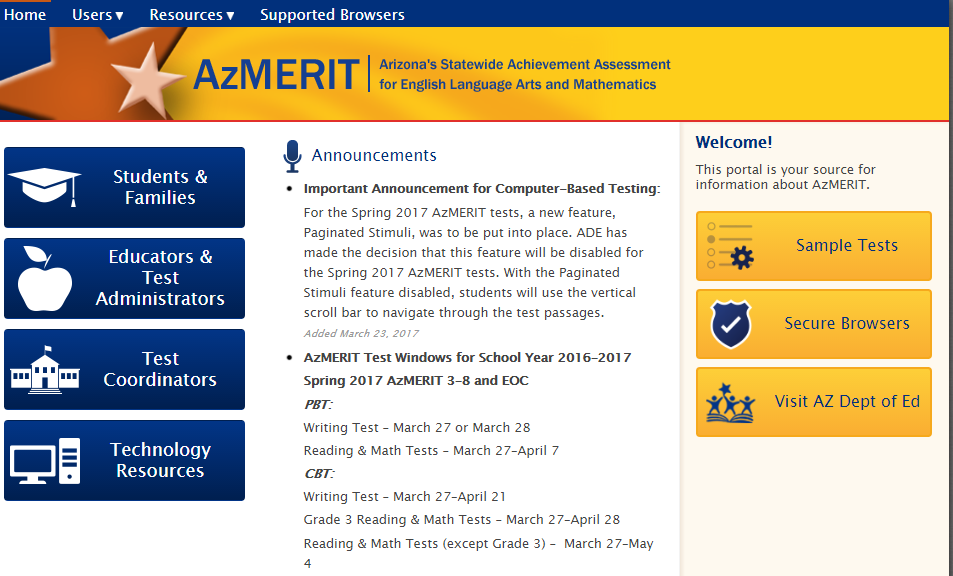 Home Users ▾ Resources ▾ Supported Browsers
AzMERIT
Arizona's Statewide Achievement Assessment
for English Language Arts and Mathematics
Students &
Families
Educators &
Test
Administrators
Test
Coordinators
Technology
Resources
Announcements
• Important Announcement for Computer-Based Testing:
For the Spring 2017 AzMERIT tests, a new feature,
Paginated Stimuli, was to be put into place. ADE has
made the decision that this feature will be disabled for
the Spring 2017 AzMERIT tests. With the Paginated
Stimuli feature disabled, students will use the vertical
scroll bar to navigate through the test passages.
Added March 23, 2017
• AzMERIT Test Windows for School Year 2016-2017
Spring 2017 AzMERIT 3-8 and EOC
PBT:
Writing Test - March 27 or March 28
Reading & Math Tests - March 27-April 7
CBT:
Writing Test - March 27-April 21
Grade 3 Reading & Math Tests - March 27-April 28
Reading & Math Tests (except Grade 3) - March 27-May
4
Welcome!
This portal is your source for
information about AzMERIT.
Sample Tests
Secure Browsers
Visit AZ Dept of Ed